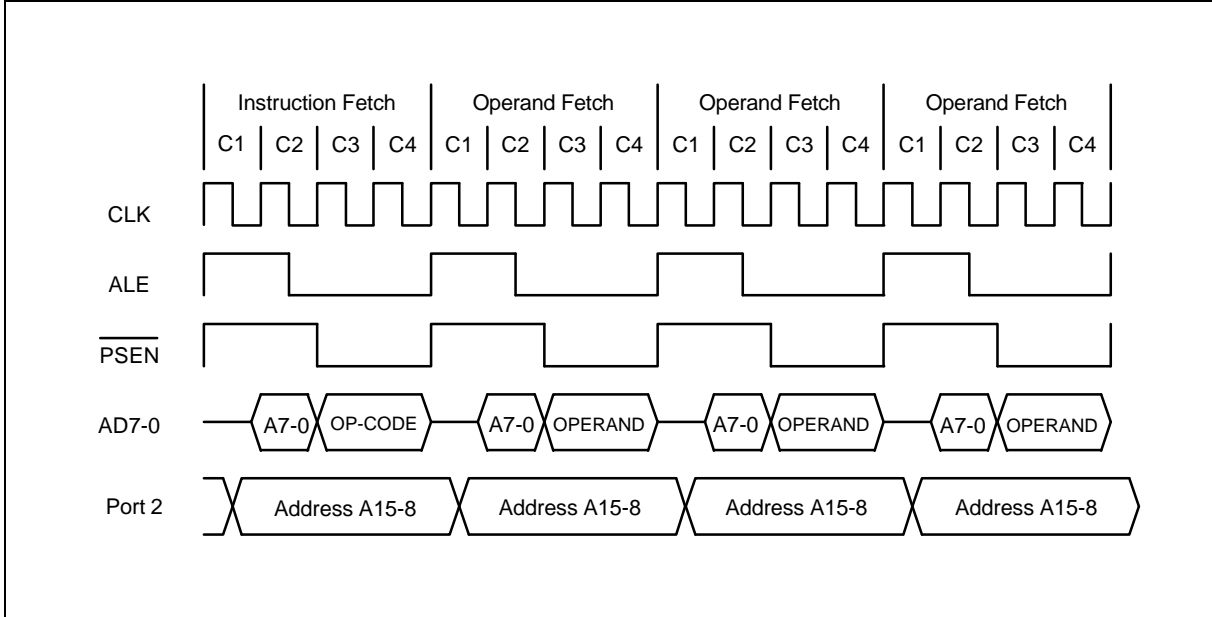 Instruction Fetch Operand Fetch Operand Fetch Operand Fetch
C1 C2 C3 C4 C1 C2 C3 C4 C1 C2 C3 C4 C1 C2 C3 C4
CLK
ALE
PSEN
AD7-0 A7-0 OP-CODE A7-0 OPERAND A7-0 OPERAND A7-0 OPERAND
Port 2 Address A15-8 Address A15-8 Address A15-8 Address A15-8